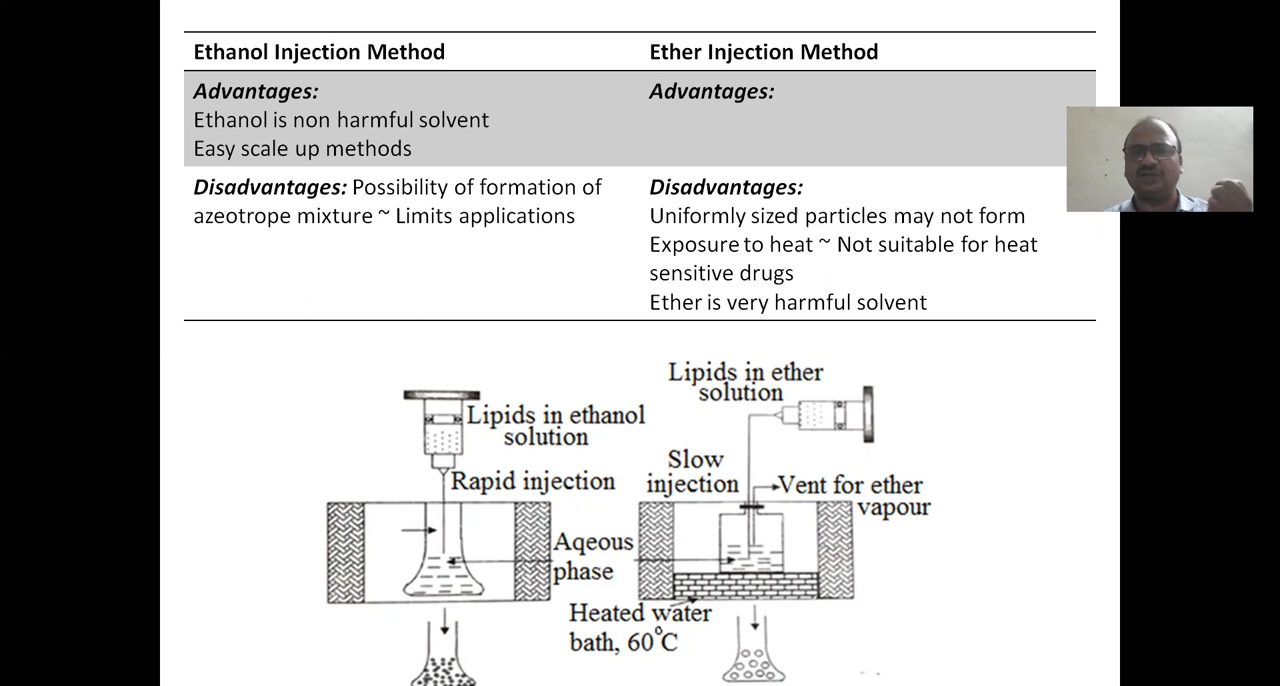 Ethanol Injection Method
Ether Injection Method
Advantages:
Ethanol is non harmful solvent
Easy scale up methods
Advantages:
Disadvantages: Possibility of formation of
azeotrope mixture ~ Limits applications
Disadvantages:
Uniformly sized particles may not form
Exposure to heat ~ Not suitable for heat
sensitive drugs
Ether is very harmful solvent
Lipids in ethanol
solution
Rapid injection
Lipids in ether
solution
Slow
injection
Vent for ether
vapour
Aqeous
phase
Heated water
bath, 60°C